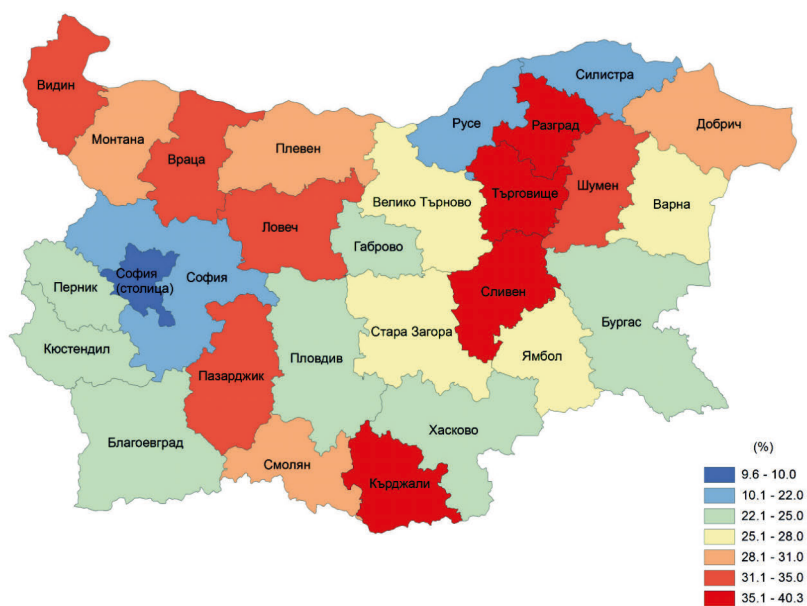 Видин
Силистра
Монтана
Враца
Плевен
Русе
Разград
Добрич
Търговище
Шумен
Велико Търново
Варна
Ловеч
Габрово
София
(столица)
София
Перник
Сливен
Бургас
Кюстендил
Стара Загора
Пловдив
Ямбол
Пазарджик
Хасково
Благоевград
Смолян
Кърджали
(%)
9.6 - 10.0
10.1 - 22.0
22.1 - 25.0
25.1 - 28.0
28.1 - 31.0
31.1 - 35.0
35.1 - 40.3